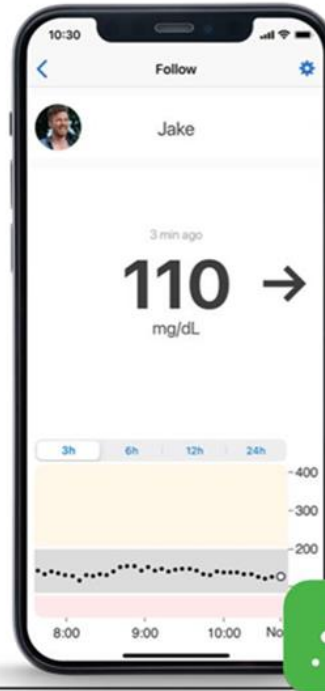 10:30
Follow
Jake
3 min ago
110
mg/dL
3h 6h 12h 24h
400
300
200
8:00 9:00 10:00 No